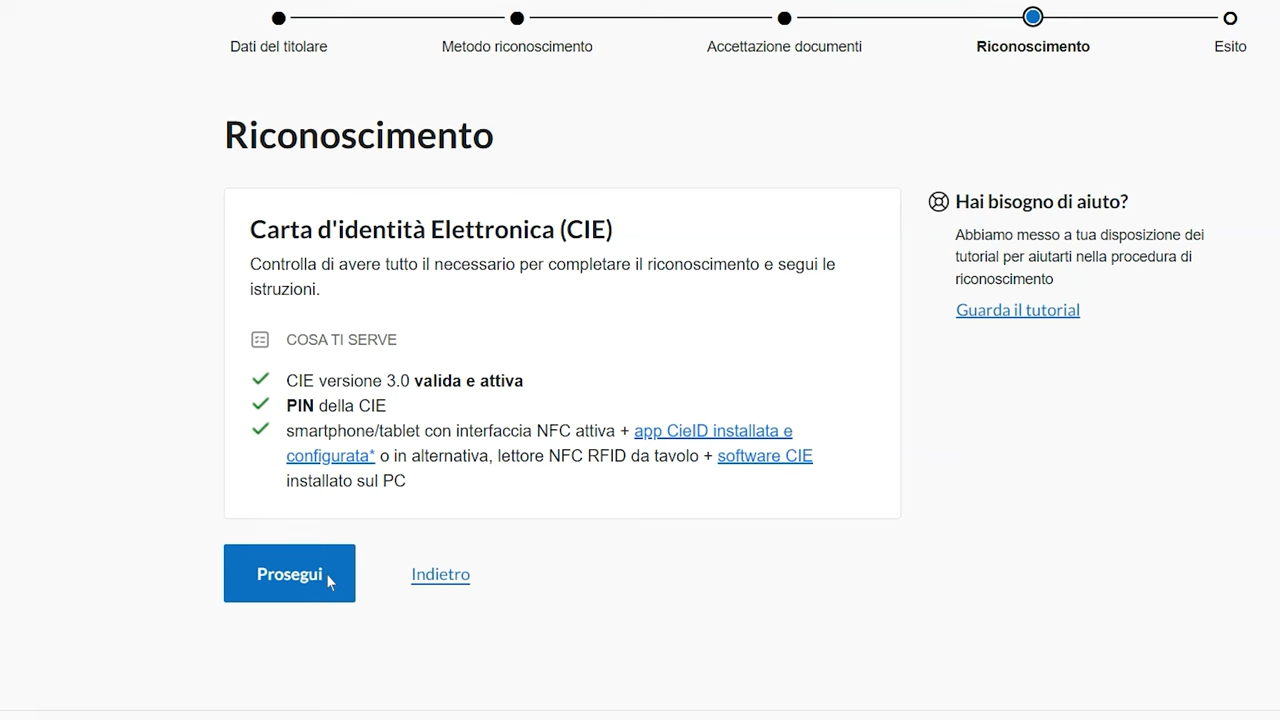 Dati del titolare
Metodo riconoscimento
Accettazione documenti
Riconoscimento
Esito
Riconoscimento
Carta d'identità Elettronica (CIE)
Controlla di avere tutto il necessario per completare il riconoscimento e segui le
istruzioni.
COSA TI SERVE
CIE versione 3.0 valida e attiva
PIN della CIE
smartphone/tablet con interfaccia NFC attiva + app CieID installata e
configurata* o in alternativa, lettore NFC RFID da tavolo + software CIE
installato sul PC
Hai bisogno di aiuto?
Abbiamo messo a tua disposizione dei
tutorial per aiutarti nella procedura di
riconoscimento
Guarda il tutorial
Prosegui
Indietro